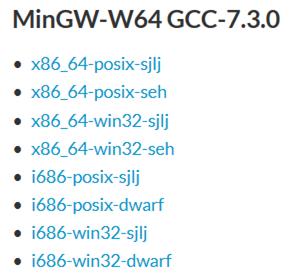 MinGW-W64 GCC-7.3.0
• x86_64-posix-sjlj
• x86_64-posix-seh
• x86_64-win32-sjlj
• x86_64-win32-seh
• i686-posix-sjlj
• i686-posix-dwarf
• i686-win32-sjlj
• i686-win32-dwarf